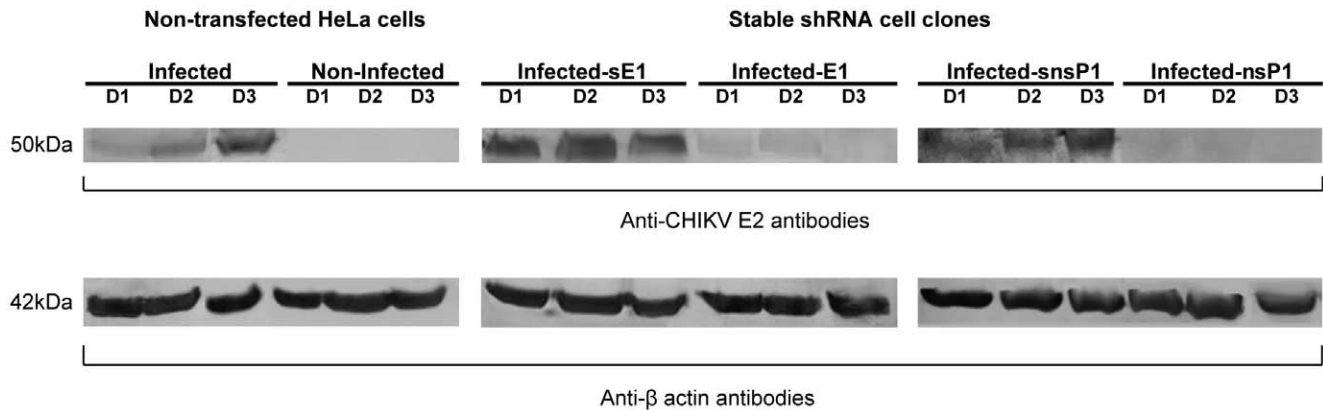 Non-transfected HeLa cells Stable shRNA cell clones
Infected Non-Infected Infected-sE1 Infected-E1 Infected-snsP1 Infected-nsP1
D1 D2 D3 D1 D2 D3 D1 D2 D3 D1 D2 D3 D1 D2 D3 D1 D2 D3
50kDa
Anti-CHIKV E2 antibodies
42kDa
Anti-β actin antibodies